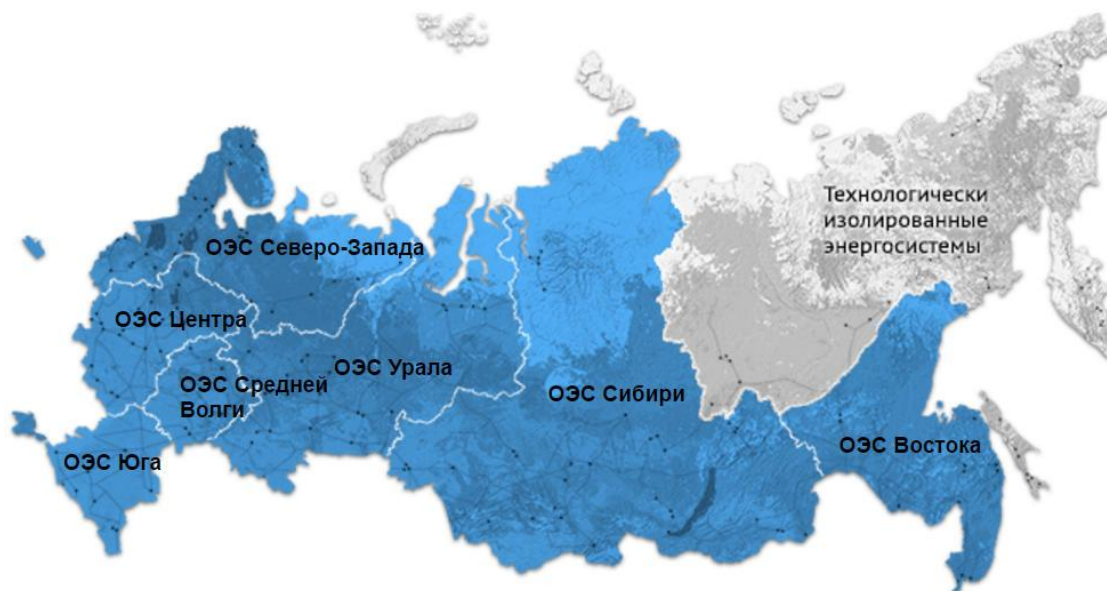 Технологически
изолированные
энергосистемы
ОЭС Северо-Запада
ОЭС Центра
ОЭС Урала
ОЭС Средней
Волги
ОЭС Сибири
ОЭС Юга
ОЭС Востока